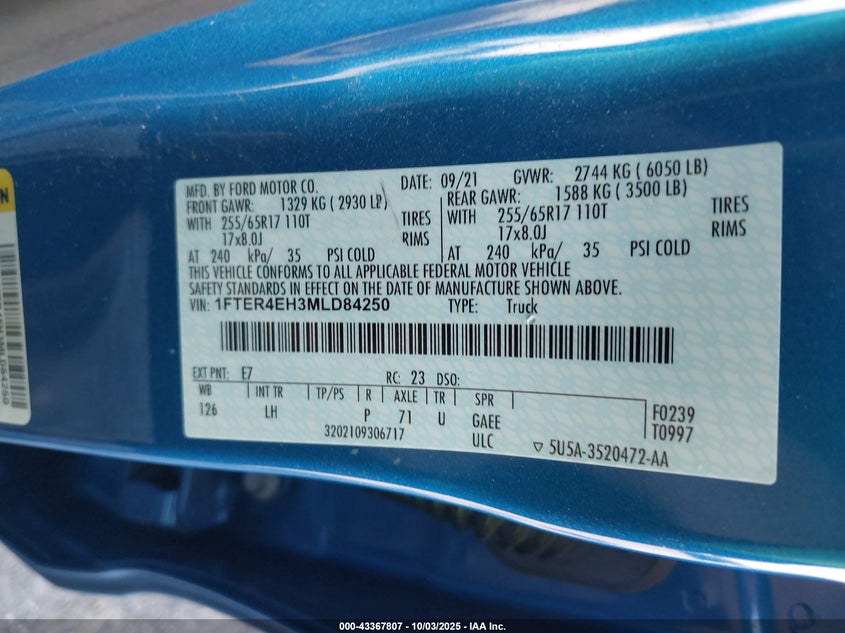 MFD. BY FORD MOTOR CO.
DATE: 09/21 GVWR: 2744 KG ( 6050 LB)
FRONT GAWR: 1329 KG ( 2930 LB)
REAR GAWR: 1588 KG ( 3500 LB)
WITH 255/65R17 110T TIRES
WITH 255/65R17 110T TIRES
17x8.0J RIMS
17x8.0J RIMS
AT 240 kPa/ 35 PSI COLD
AT 240 kPa/ 35 PSI COLD
THIS VEHICLE CONFORMS TO ALL APPLICABLE FEDERAL MOTOR VEHICLE
SAFETY STANDARDS IN EFFECT ON THE DATE OF MANUFACTURE SHOWN ABOVE.
VIN: 1FTER4EH3MLD84250 TYPE: Truck
EXT PNT: E7 RC: 23 DSO:
WB INT TR TP/PS R AXLE TR SPR
126 LH P 71 U GAEE
ULC
F0239
T0997
3202109306717
▽ 5U5A-3520472-AA
000-43367807 - 10/03/2025 - IAA Inc.